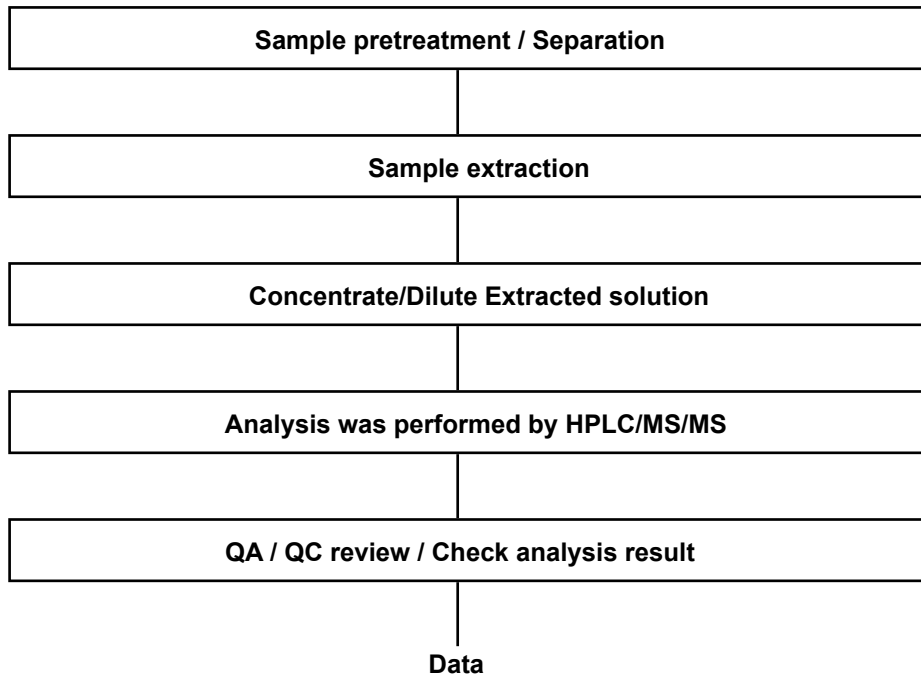 Sample pretreatment / Separation
Sample extraction
Concentrate/Dilute Extracted solution
Analysis was performed by HPLC/MS/MS
QA / QC review / Check analysis result
Data